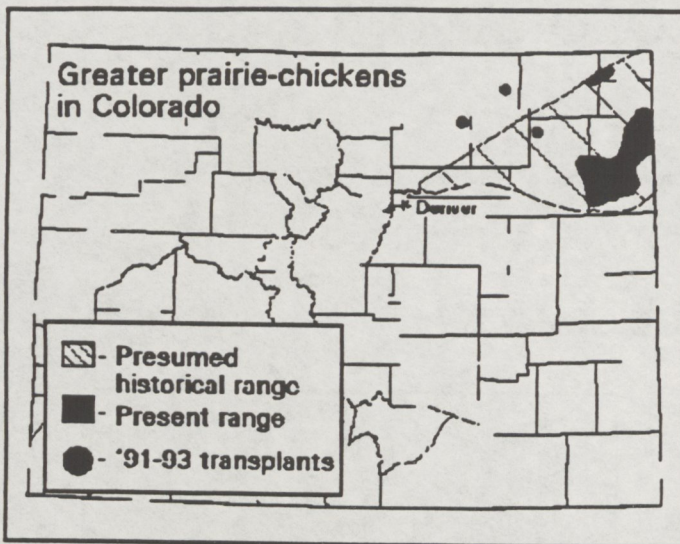 Greater prairie-chickens
in Colorado
Denver
- Presumed
historical range
- Present range
- '91-93 transplants